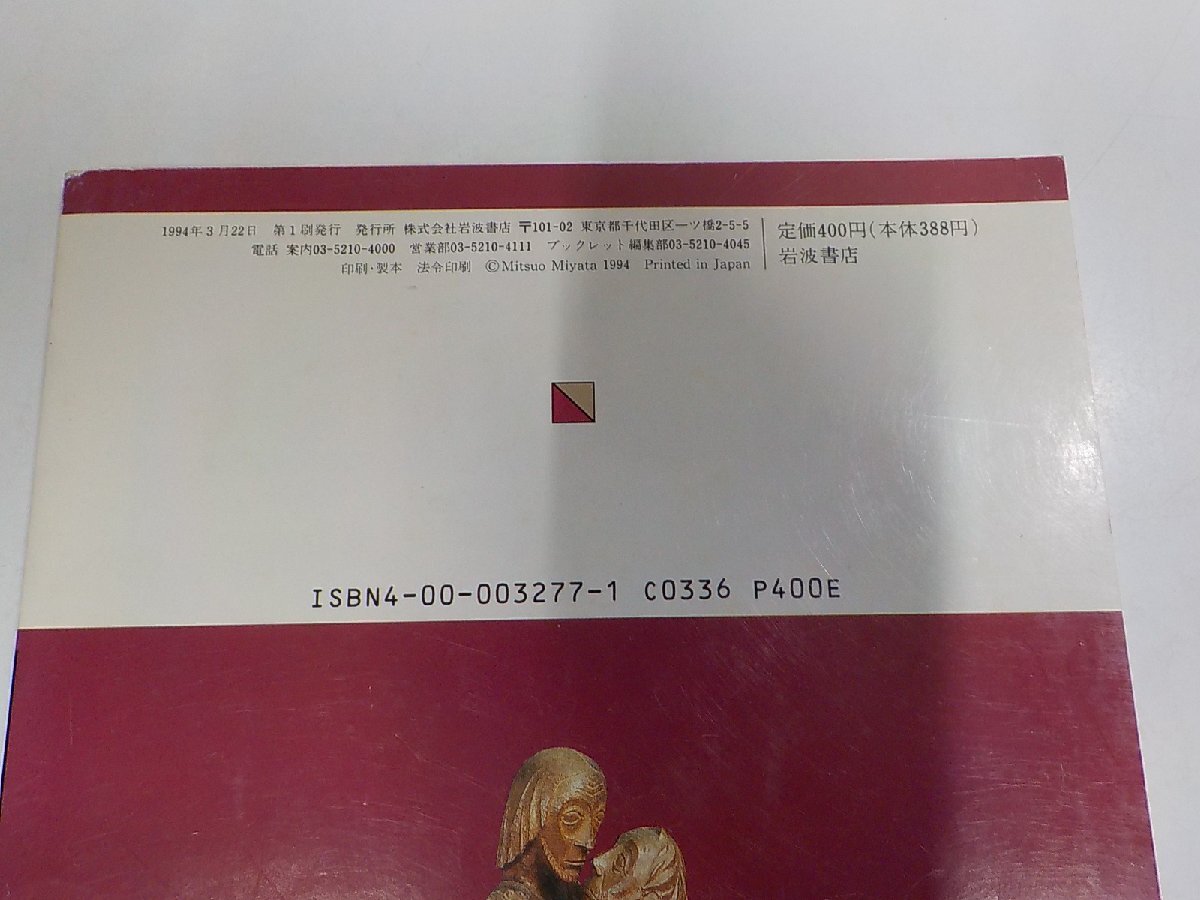 1994年3月22日　第1刷発行　発行所 株式会社岩波書店 〒101-02 東京都千代田区一ツ橋2-5-5
電話 案内03-5210-4000　営業部03-5210-4111　ブックレット編集部03-5210-4045
印刷・製本　法令印刷　©Mitsuo Miyata 1994　Printed in Japan
定価400円(本体388円)
岩波書店
ISBN4-00-003277-1 C0336 P400E